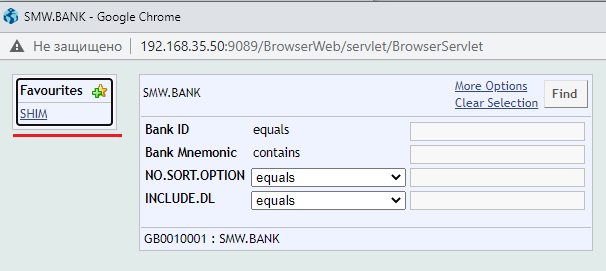 SMW.BANK - Google Chrome
Не защищено 192.168.35.50:9089/BrowserWeb/servlet/BrowserServlet
Favourites
SHIM
SMW.BANK
More Options
Clear Selection
Find
Bank ID equals
Bank Mnemonic contains
NO.SORT.OPTION equals
INCLUDE.DL equals
GB0010001 : SMW.BANK